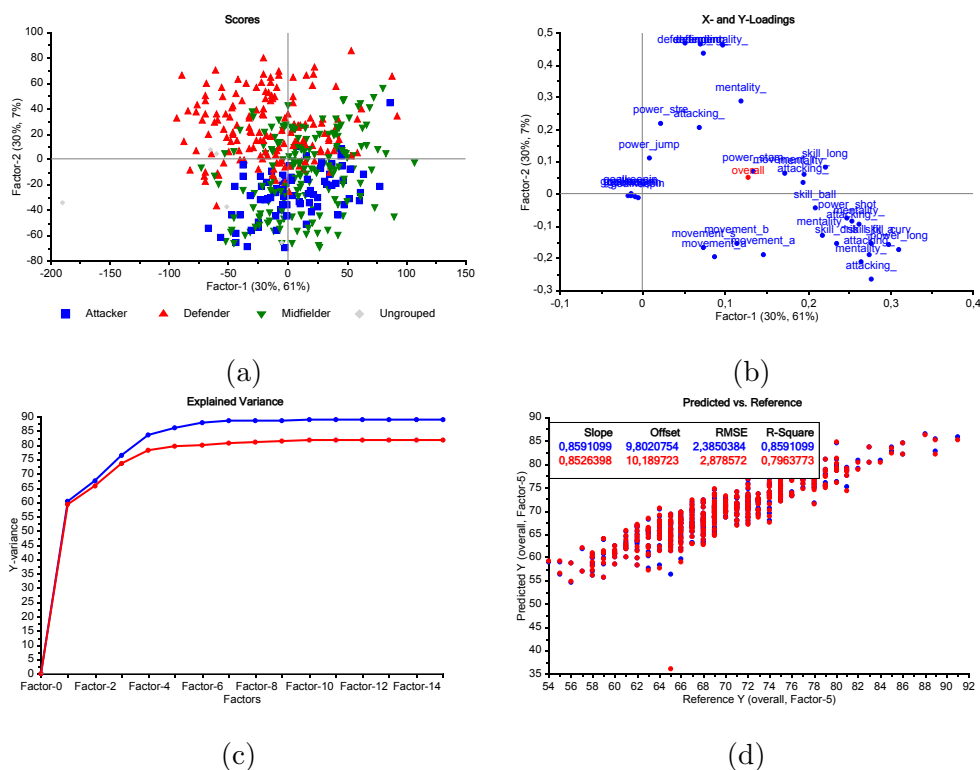 Scores
Factor-2 (30%, 7%)
100
80
60
40
20
0
-20
-40
-60
-80
-200
-150
-100
-50
0
50
100
150
Factor-1 (30%, 61%)
Attacker
Defender
Midfielder
Ungrouped
(a)
X- and Y-Loadings
Factor-2 (30%, 7%)
0,5
0,4
0,3
0,2
0,1
0
-0,1
-0,2
-0,3
mentality_
mentality_
power_stre
attacking_
power_jump
skill_long
overall
attacking_
skill_ball
power_shot
movement_b
movement_a
power_long
mentality_
attacking_
-0,1
0
0,1
0,2
0,3
0,4
Factor-1 (30%, 61%)
(b)
Explained Variance
Y-variance
90
85
80
75
70
65
60
55
50
45
40
35
30
25
20
15
10
5
0
Factor-0
Factor-2
Factor-4
Factor-6
Factor-8
Factor-10
Factor-12
Factor-14
Factors
(c)
Predicted vs. Reference
Slope Offset RMSE R-Square
0,8591099 9,8020754 2,3850384 0,8591099
0,8526398 10,189723 2,878572 0,7963773
Predicted Y (overall, Factor-5)
90
85
80
75
70
65
60
55
50
45
40
35
54 56 58 60 62 64 66 68 70 72 74 76 78 80 82 84 86 88 90 92
Reference Y (overall, Factor-5)
(d)